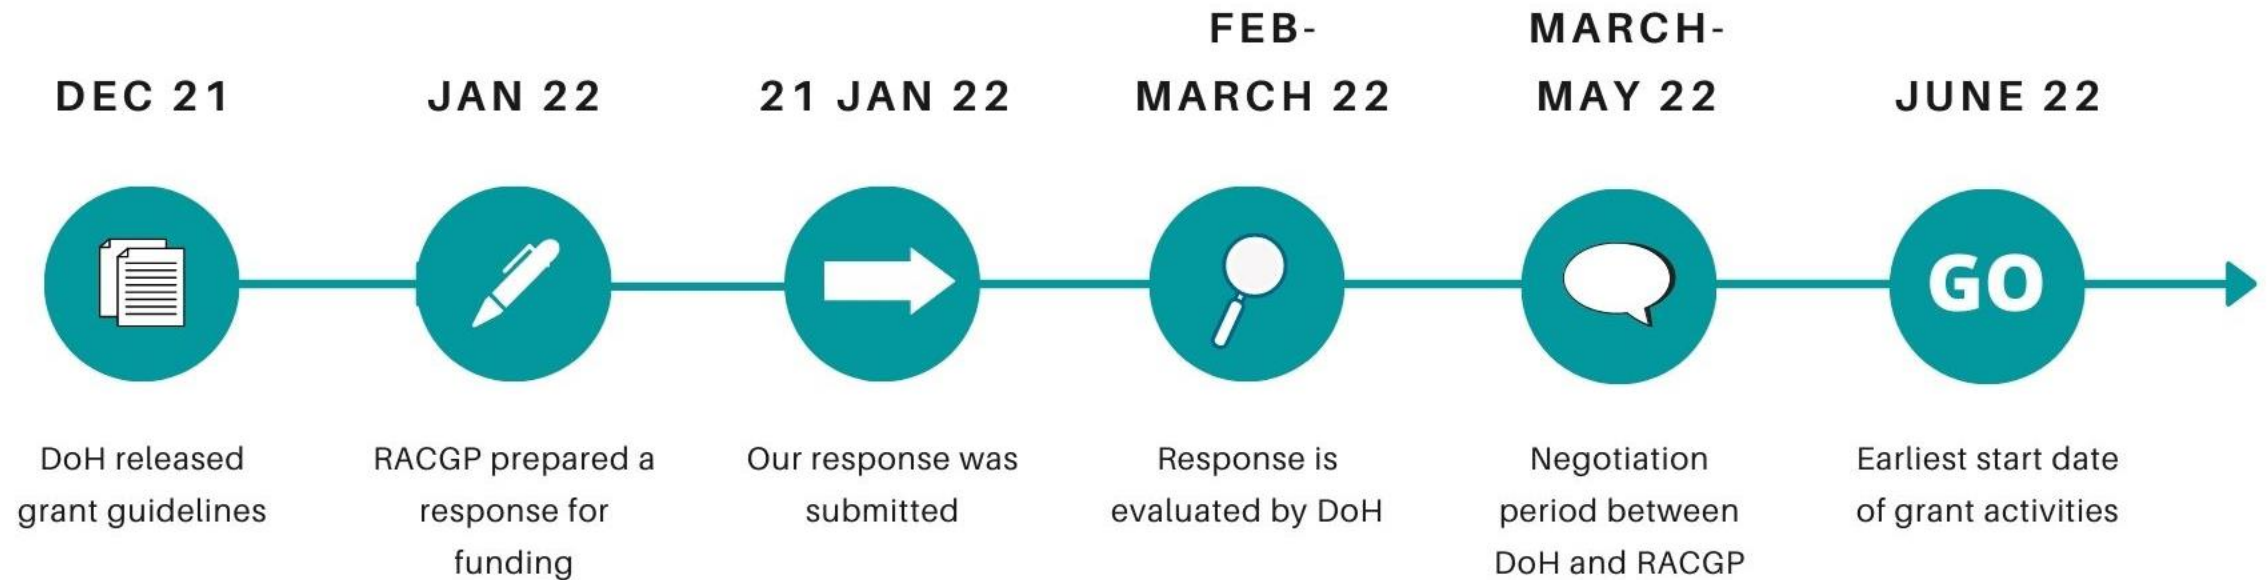 DEC 21
JAN 22
21 JAN 22
FEB-
MARCH 22
MARCH-
MAY 22
JUNE 22
GO
DoH released
grant guidelines
RACGP prepared a
response for
funding
Our response was
submitted
Response is
evaluated by DoH
Negotiation
period between
DoH and RACGP
Earliest start date
of grant activities